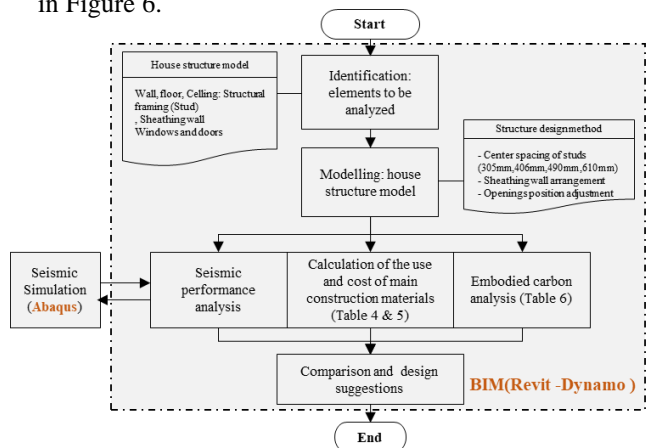 in Figure 6.
Start
House structure model
Wall, floor, Celling: Structural
framing (Stud)
, Sheathing wall
Windows and doors
Identification:
elements to be
analyzed
Structure design method
- Center spacing of studs
(305mm,406mm,490mm,610mm)
- Sheathing wall arrangement
- Openings position adjustment
Modelling: house
structure model
Seismic
Simulation
(Abaqus)
Seismic
performance
analysis
Calculation of the use
and cost of main
construction materials
(Table 4 & 5)
Embodied carbon
analysis (Table 6)
Comparison and design
suggestions
BIM(Revit -Dynamo )
End